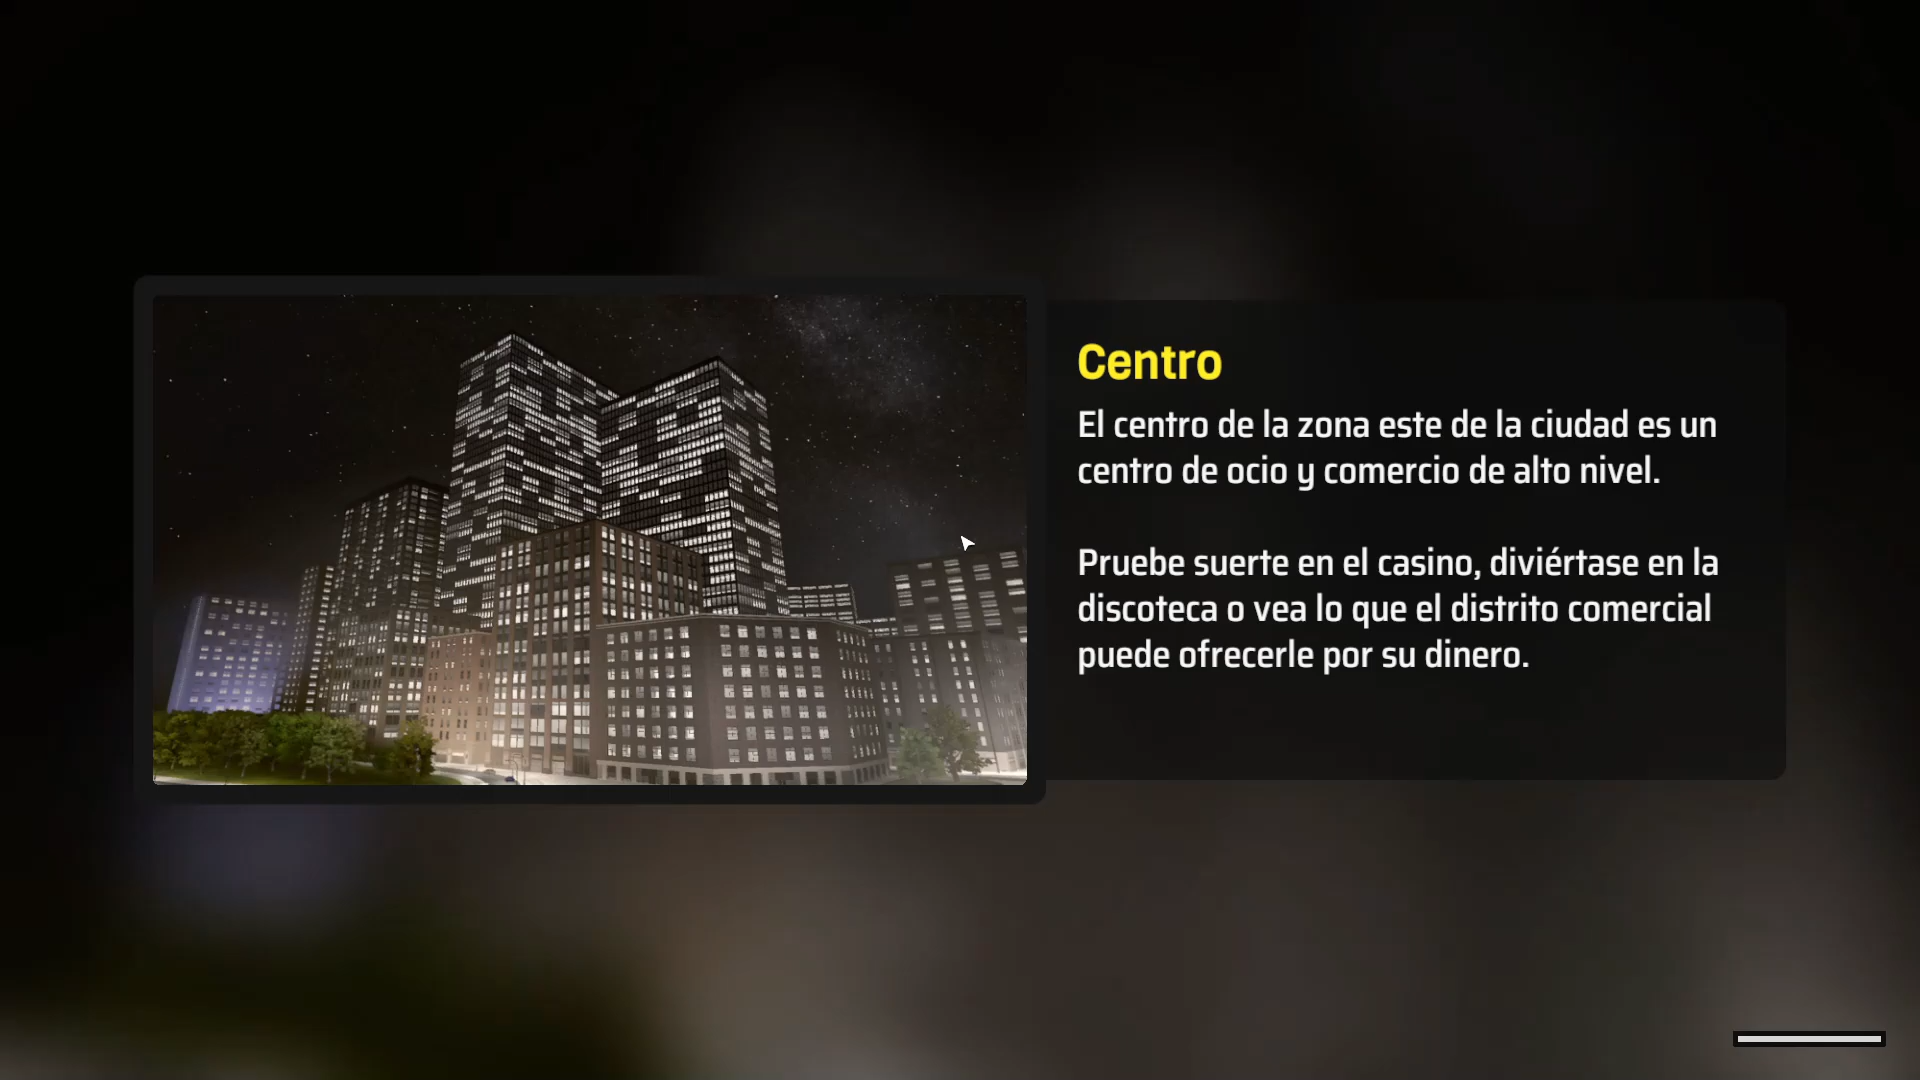 Centro
El centro de la zona este de la ciudad es un
centro de ocio y comercio de alto nivel.
Pruebe suerte en el casino, diviértase en la
discoteca o vea lo que el distrito comercial
puede ofrecerle por su dinero.